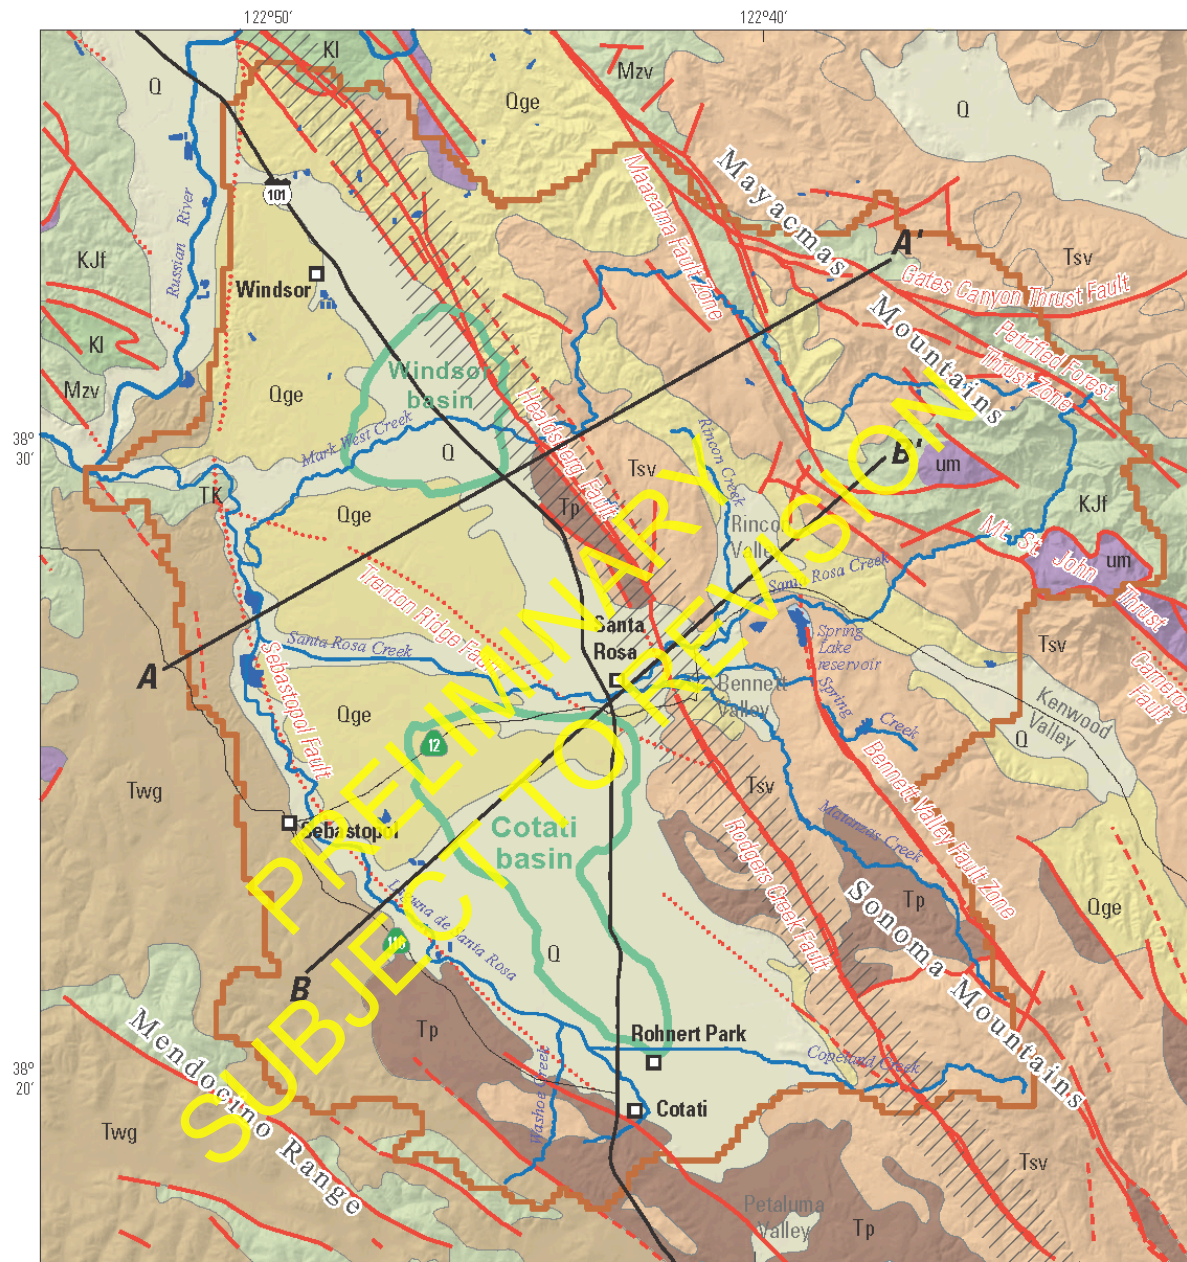 122°50'
122°40'
Kl
Mzv
Q
Q
Qge
Mayacmas
Mountains
Maacama Fault Zone
101
Russian River
KJf
A'
Tsv
Windsor
Gates Canyon Thrust Fault
Petrified Forest
Thrust Zone
Kl
Mzv
Qge
Windsor
basin
Healdsburg Fault
38°
30'
Mark West Creek
Q
Rincon Creek
Tsv
B'
um
TK
Tp
KJf
Qge
Rinco
Valley
Mt St John
Thrust
um
Trenton Ridge Fault
Santa Rosa Creek
Santa
Rosa
Spring
Lake
reservoir
Tsv
Santa Rosa Creek
A
Sebastopol Fault
Bennett
Valley
Spring
Creek
Carneros
Fault
Kenwood
Valley
Q
Qge
12
Tsv
Bennett Valley Fault Zone
Twg
Sebastopol
Cotati
basin
Matanzas Creek
Rodgers Creek Fault
Tp
Qge
Sonoma Mountains
Laguna de Santa Rosa
116
Q
B
Tp
Rohnert Park
Mendocino Range
38°
20'
Copeland Creek
Washoe Creek
Cotati
Twg
Tsv
Petaluma
Valley
Tp
PRELIMINARY
SUBJECT TO REVISION